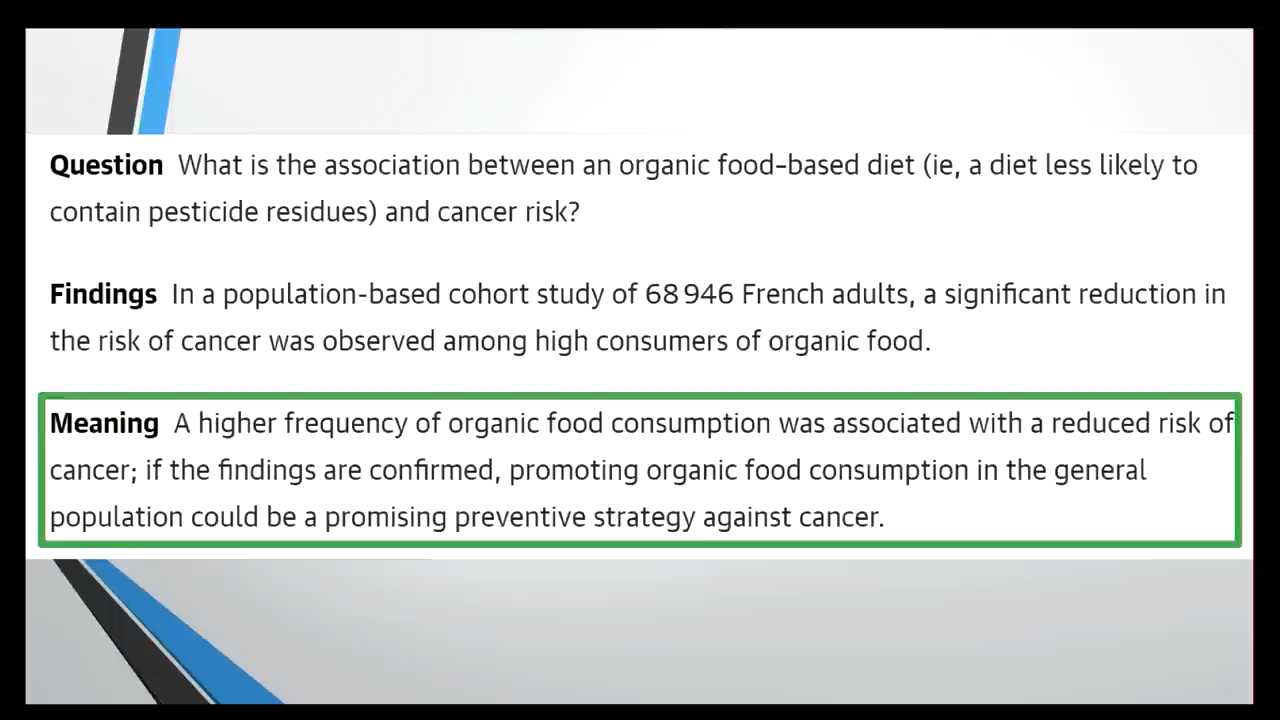 Question What is the association between an organic food-based diet (ie, a diet less likely to
contain pesticide residues) and cancer risk?
Findings In a population-based cohort study of 68 946 French adults, a significant reduction in
the risk of cancer was observed among high consumers of organic food.
Meaning A higher frequency of organic food consumption was associated with a reduced risk of
cancer; if the findings are confirmed, promoting organic food consumption in the general
population could be a promising preventive strategy against cancer.